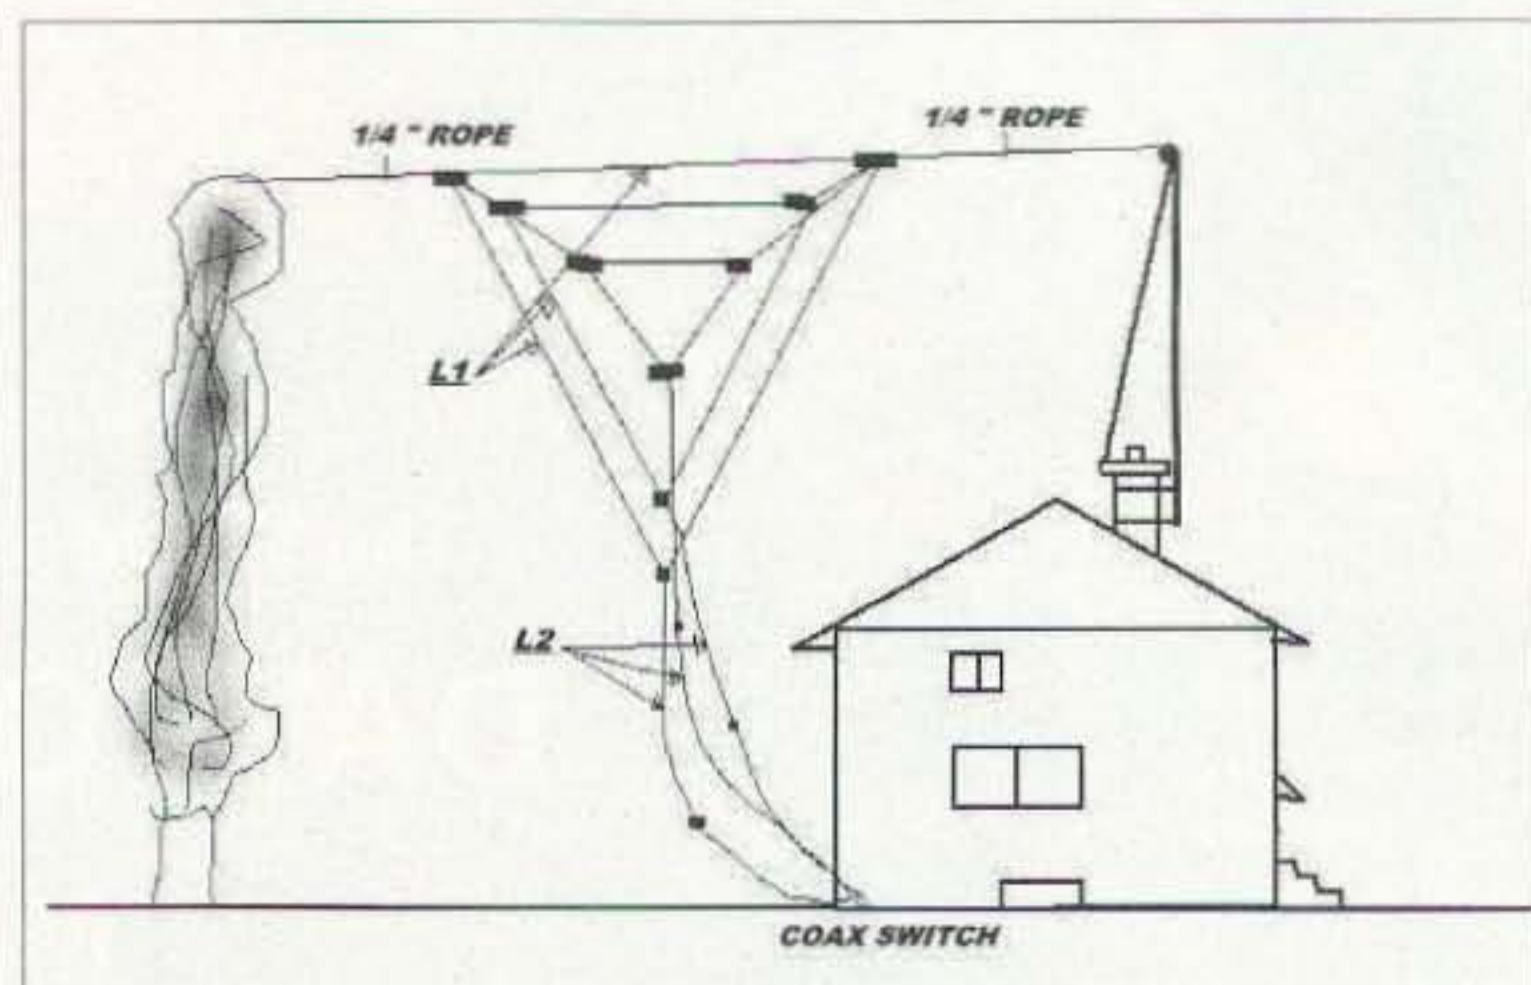 1/4 " ROPE
1/4 " ROPE
L1
L2
COAX SWITCH